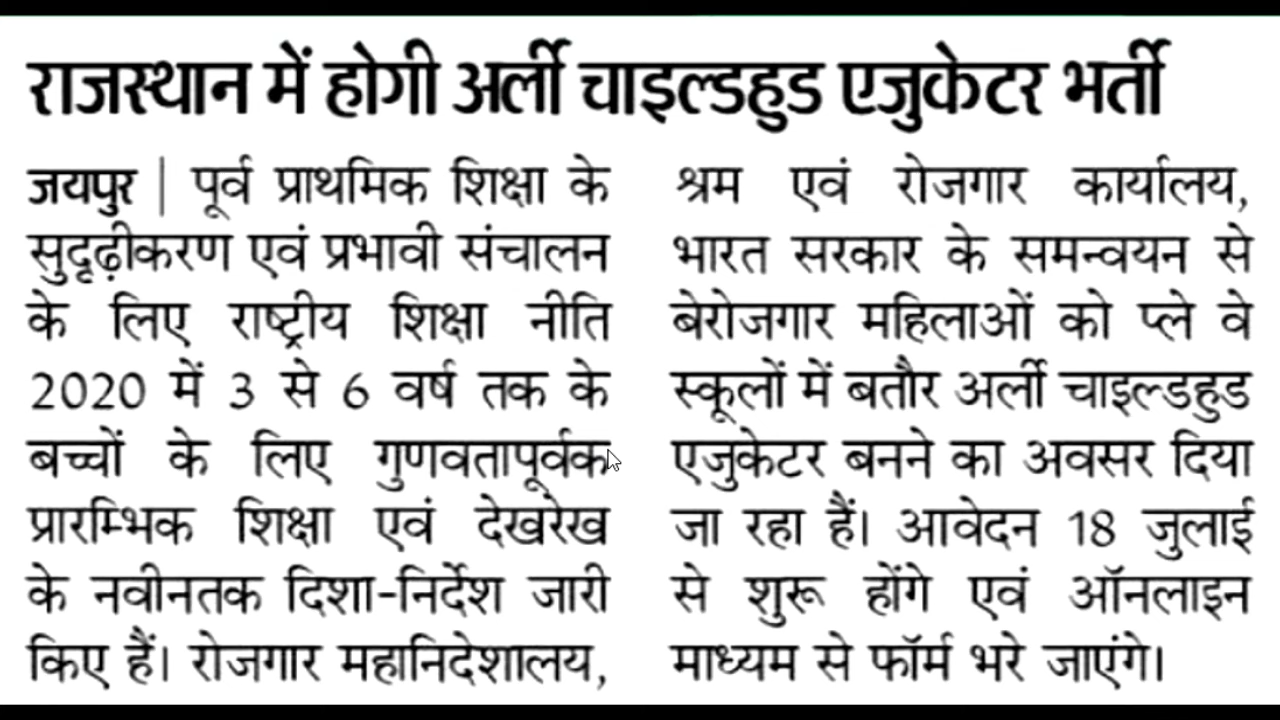 राजस्थान में होगी अर्ली चाइल्डहुड एजुकेटर भर्ती
जयपुर | पूर्व प्राथमिक शिक्षा के
सुदृढ़ीकरण एवं प्रभावी संचालन
के लिए राष्ट्रीय शिक्षा नीति
2020 में 3 से 6 वर्ष तक के
बच्चों के लिए गुणवतापूर्वक
प्रारम्भिक शिक्षा एवं देखरेख
के नवीनतक दिशा-निर्देश जारी
किए हैं। रोजगार महानिदेशालय,
श्रम एवं रोजगार कार्यालय,
भारत सरकार के समन्वयन से
बेरोजगार महिलाओं को प्ले वे
स्कूलों में बतौर अर्ली चाइल्डहुड
एजुकेटर बनने का अवसर दिया
जा रहा हैं। आवेदन 18 जुलाई
से शुरू होंगे एवं ऑनलाइन
माध्यम से फॉर्म भरे जाएंगे।